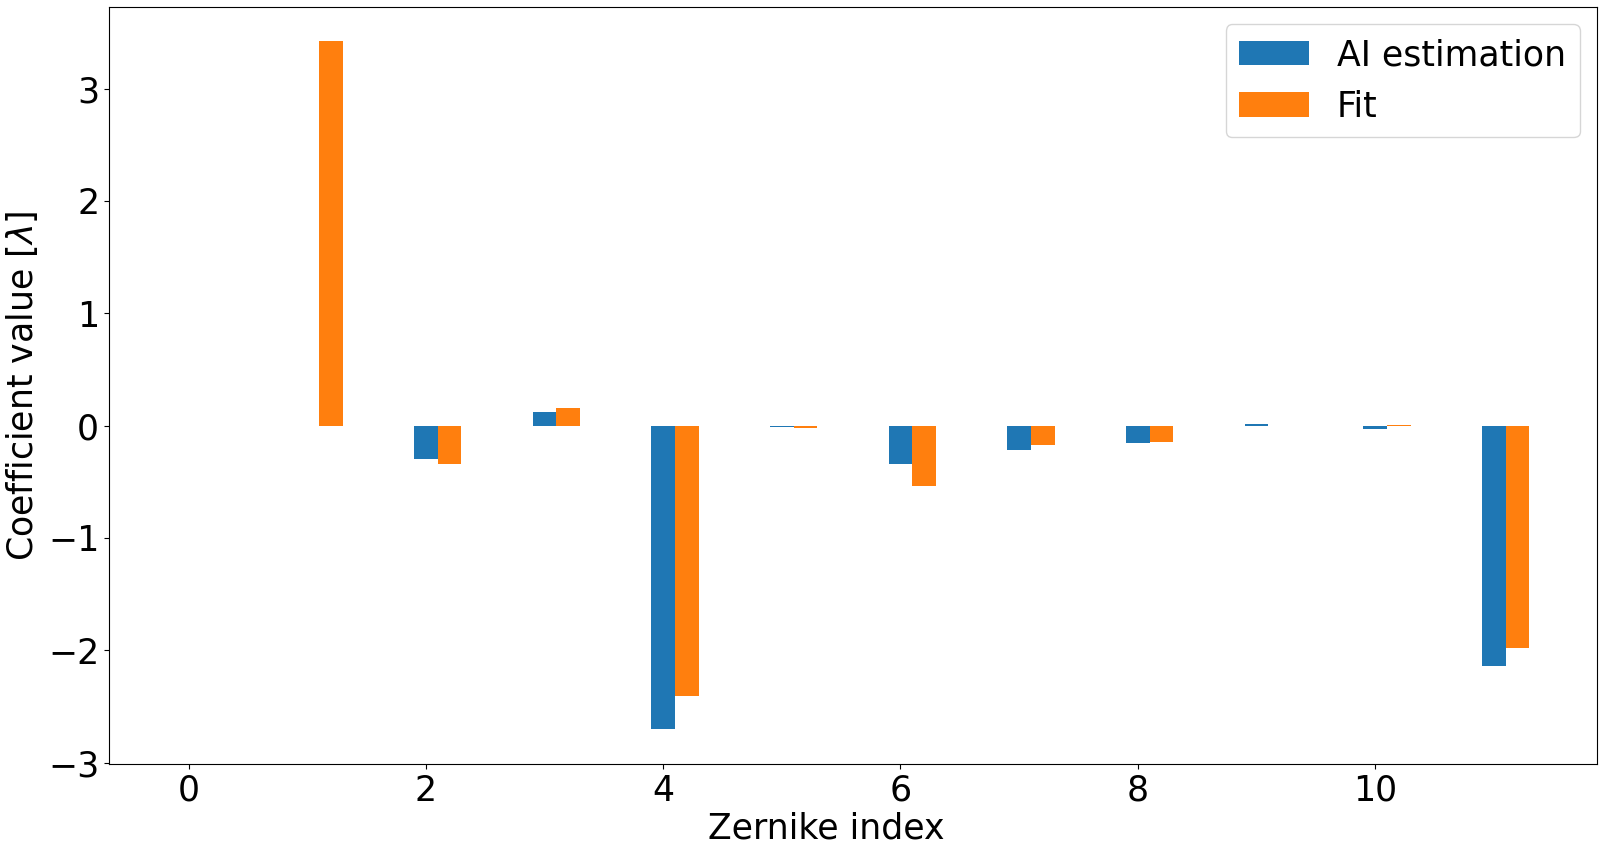 AI estimation
Fit
Coefficient value [λ]
3
2
1
0
−1
−2
−3
0 2 4 6 8 10
Zernike index